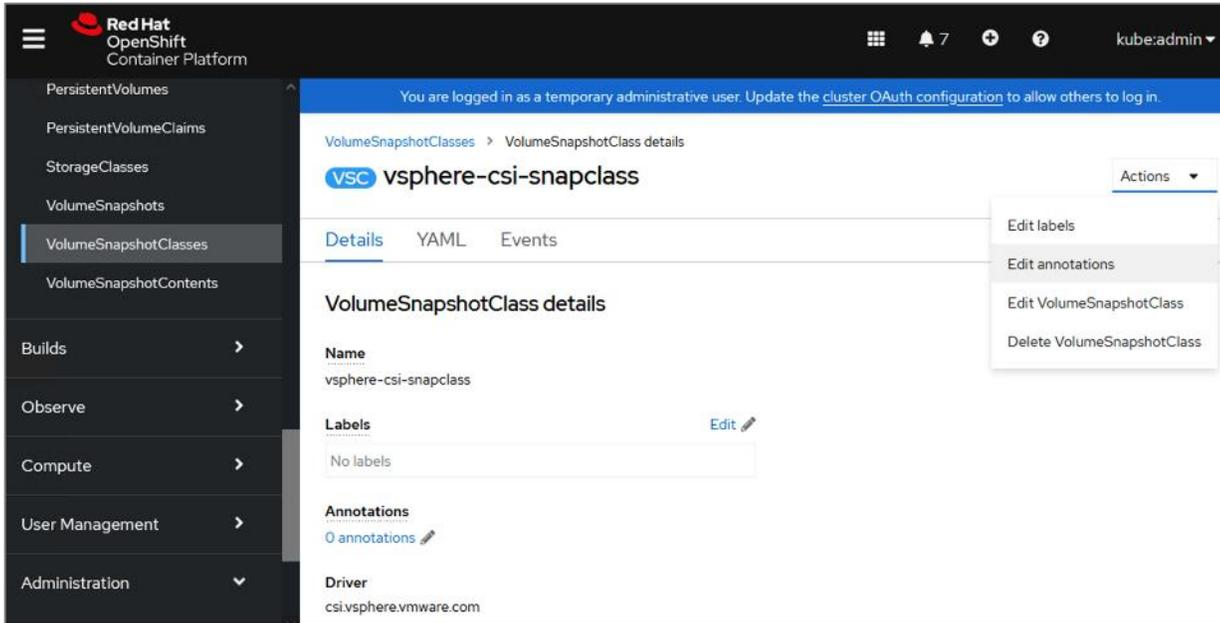 Red Hat
OpenShift
Container Platform
7
kube:admin
PersistentVolumes
PersistentVolumeClaims
StorageClasses
VolumeSnapshots
VolumeSnapshotClasses
VolumeSnapshotContents
Builds
Observe
Compute
User Management
Administration
You are logged in as a temporary administrative user. Update the cluster OAuth configuration to allow others to log in.
VolumeSnapshotClasses > VolumeSnapshotClass details
VSC vsphere-csi-snapclass
Actions
Edit labels
Edit annotations
Edit VolumeSnapshotClass
Delete VolumeSnapshotClass
Details YAML Events
VolumeSnapshotClass details
Name
vsphere-csi-snapclass
Labels Edit
No labels
Annotations
0 annotations
Driver
csi.vsphere.vmware.com